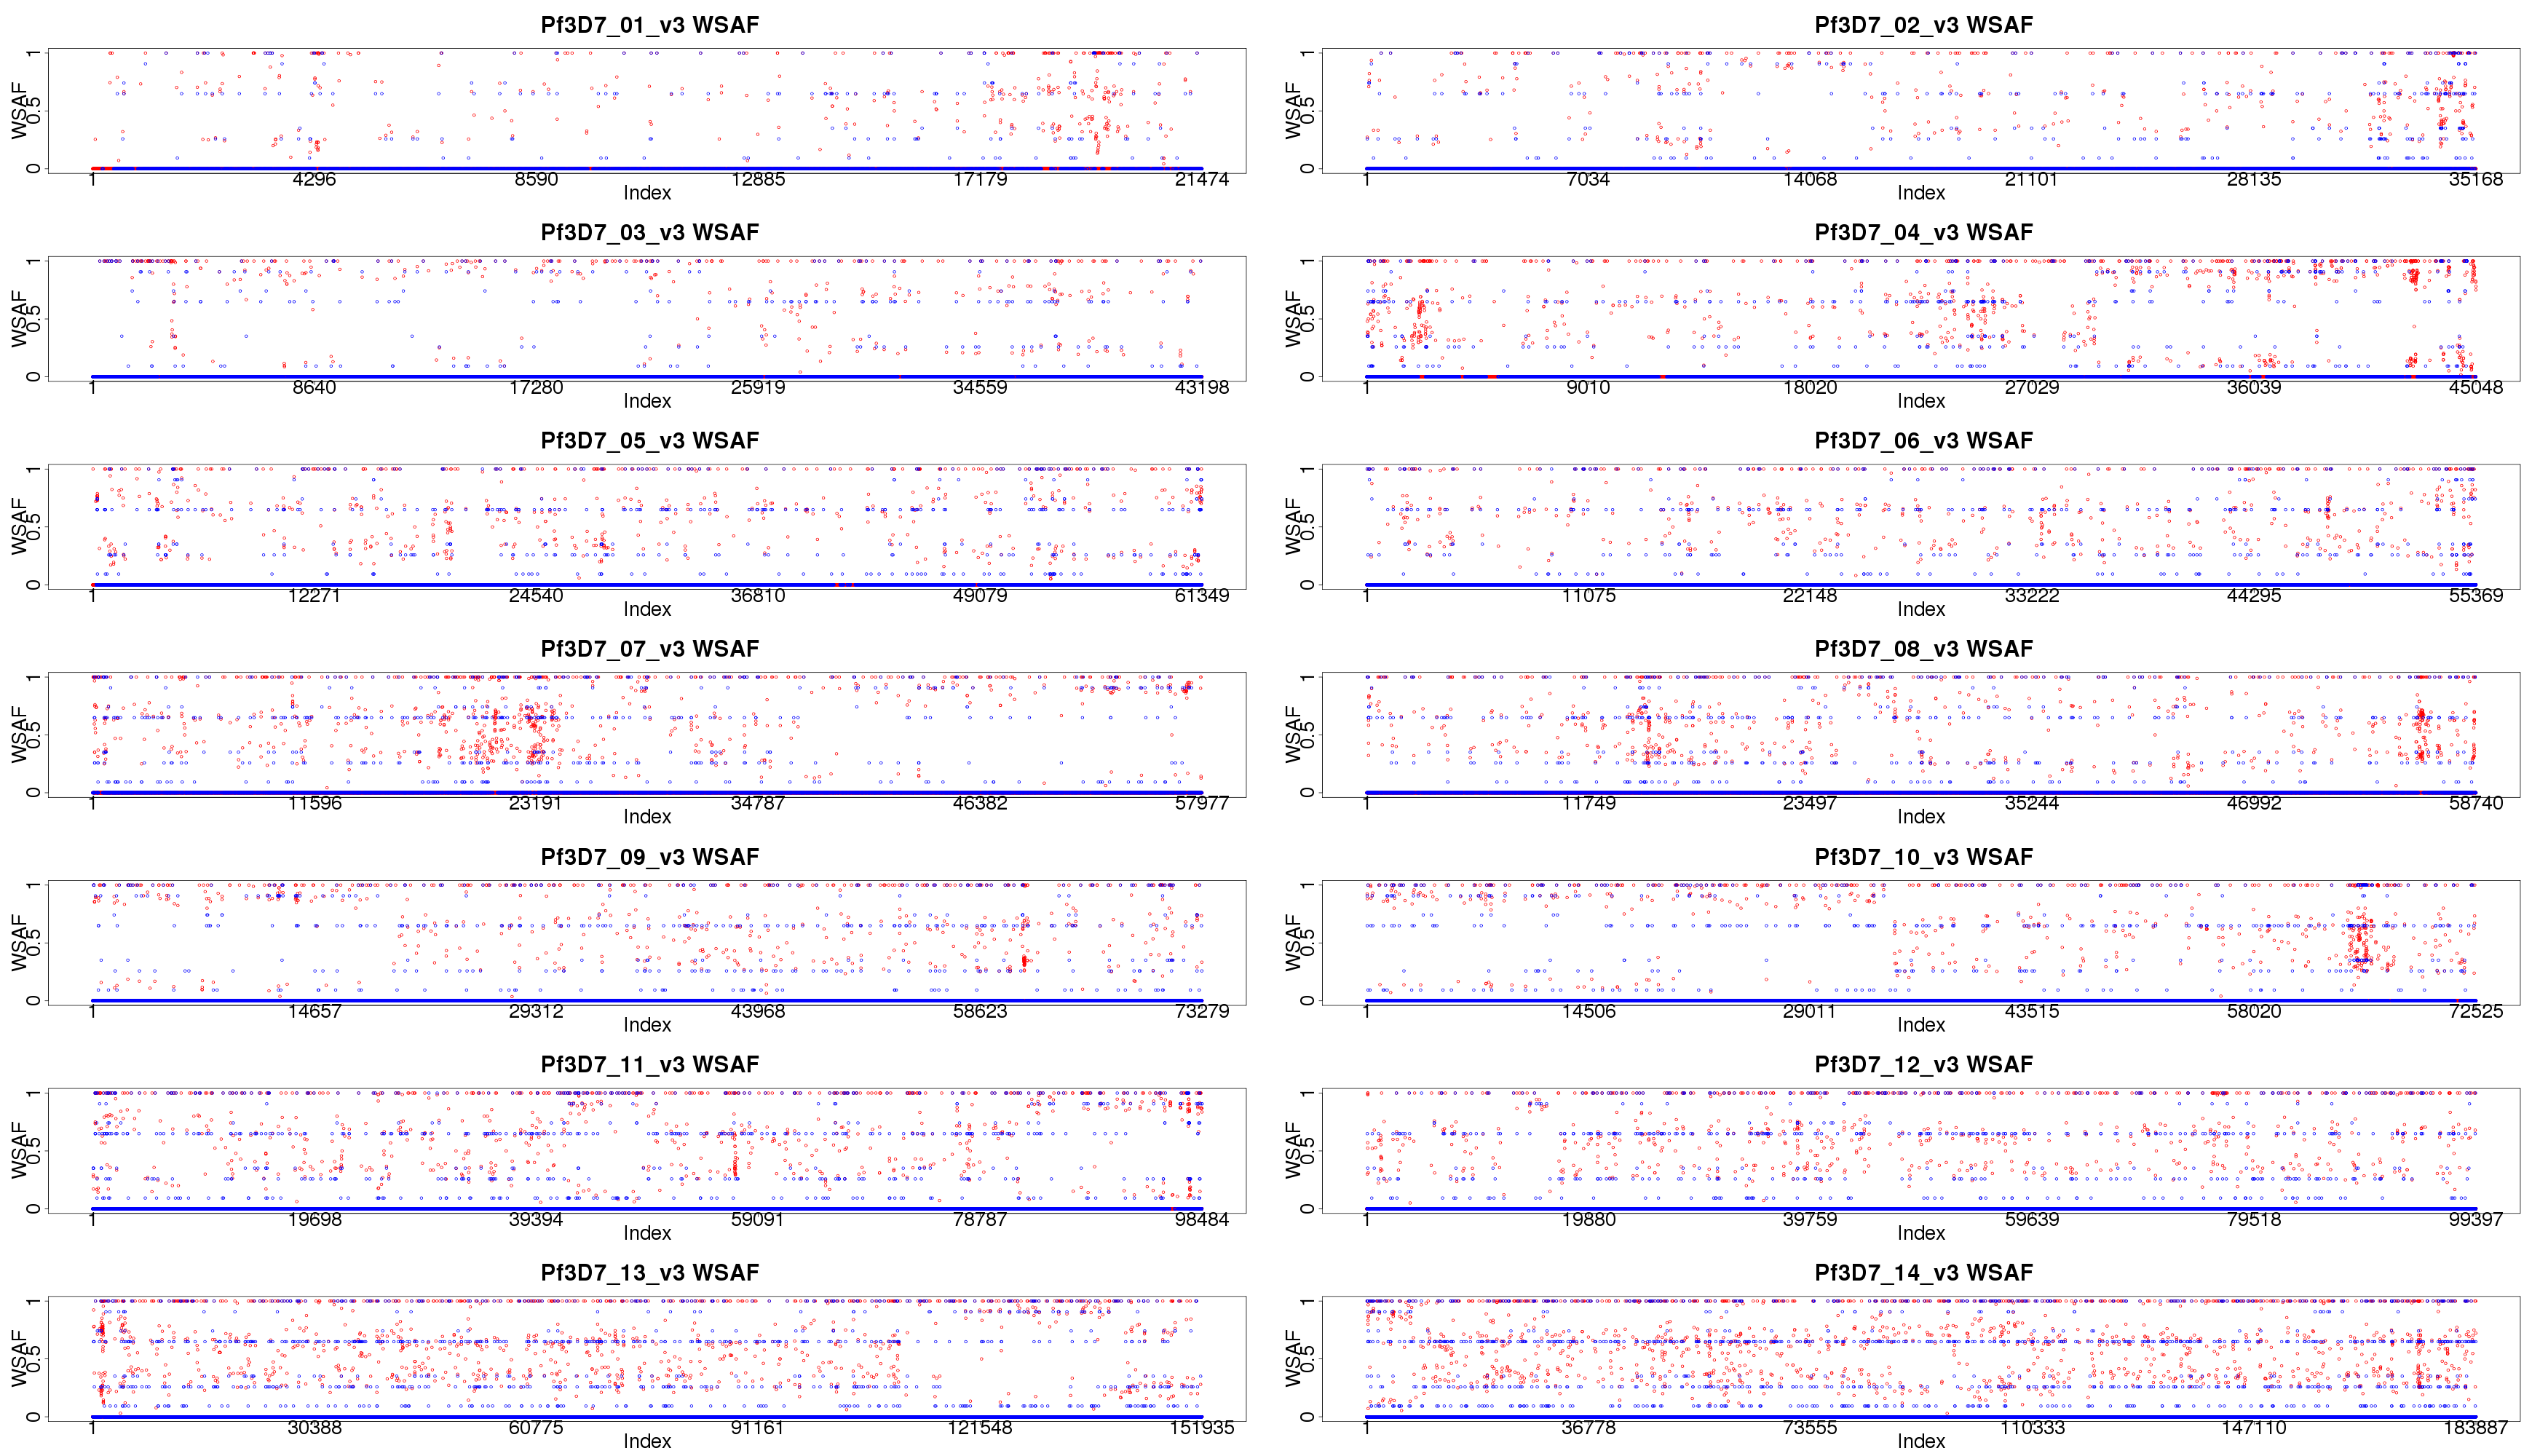 Pf3D7_01_v3 WSAF
WSAF
0 0.5 1
1 4296 8590 12885 17179 21474
Index
Pf3D7_02_v3 WSAF
WSAF
0 0.5 1
1 7034 14068 21101 28135 35168
Index
Pf3D7_03_v3 WSAF
WSAF
0 0.5 1
1 8640 17280 25919 34559 43198
Index
Pf3D7_04_v3 WSAF
WSAF
0 0.5 1
1 9010 18020 27029 36039 45048
Index
Pf3D7_05_v3 WSAF
WSAF
0 0.5 1
1 12271 24540 36810 49079 61349
Index
Pf3D7_06_v3 WSAF
WSAF
0 0.5 1
1 11075 22148 33222 44295 55369
Index
Pf3D7_07_v3 WSAF
WSAF
0 0.5 1
1 11596 23191 34787 46382 57977
Index
Pf3D7_08_v3 WSAF
WSAF
0 0.5 1
1 11749 23497 35244 46992 58740
Index
Pf3D7_09_v3 WSAF
WSAF
0 0.5 1
1 14657 29312 43968 58623 73279
Index
Pf3D7_10_v3 WSAF
WSAF
0 0.5 1
1 14506 29011 43515 58020 72525
Index
Pf3D7_11_v3 WSAF
WSAF
0 0.5 1
1 19698 39394 59091 78787 98484
Index
Pf3D7_12_v3 WSAF
WSAF
0 0.5 1
1 19880 39759 59639 79518 99397
Index
Pf3D7_13_v3 WSAF
WSAF
0 0.5 1
1 30388 60775 91161 121548 151935
Index
Pf3D7_14_v3 WSAF
WSAF
0 0.5 1
1 36778 73555 110333 147110 183887
Index